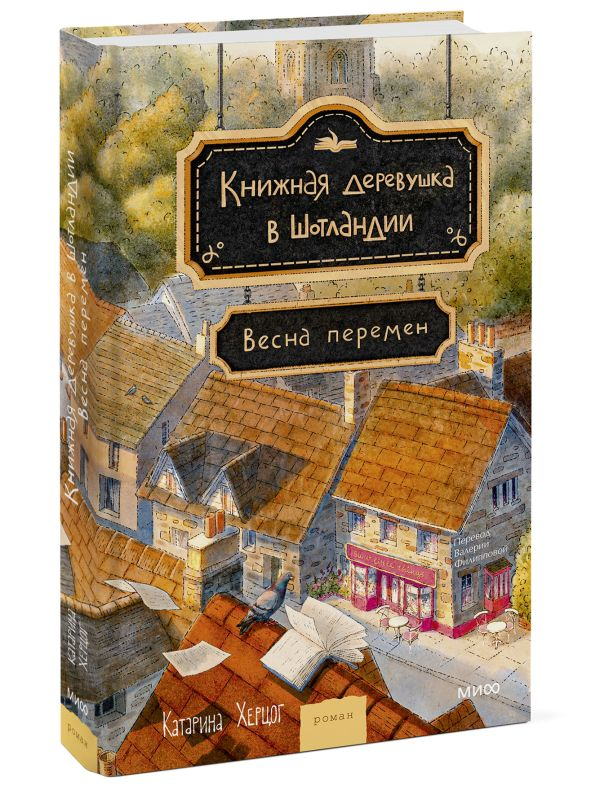 Книжная деревушка
в Шотландии
Весна перемен
Перевод
Валерии
Филипповой
МИФ
Катарина Херцог
роман
Книжная деревушка в Шотландии
Весна перемен
Катарина
Херцог
МИФ
роман